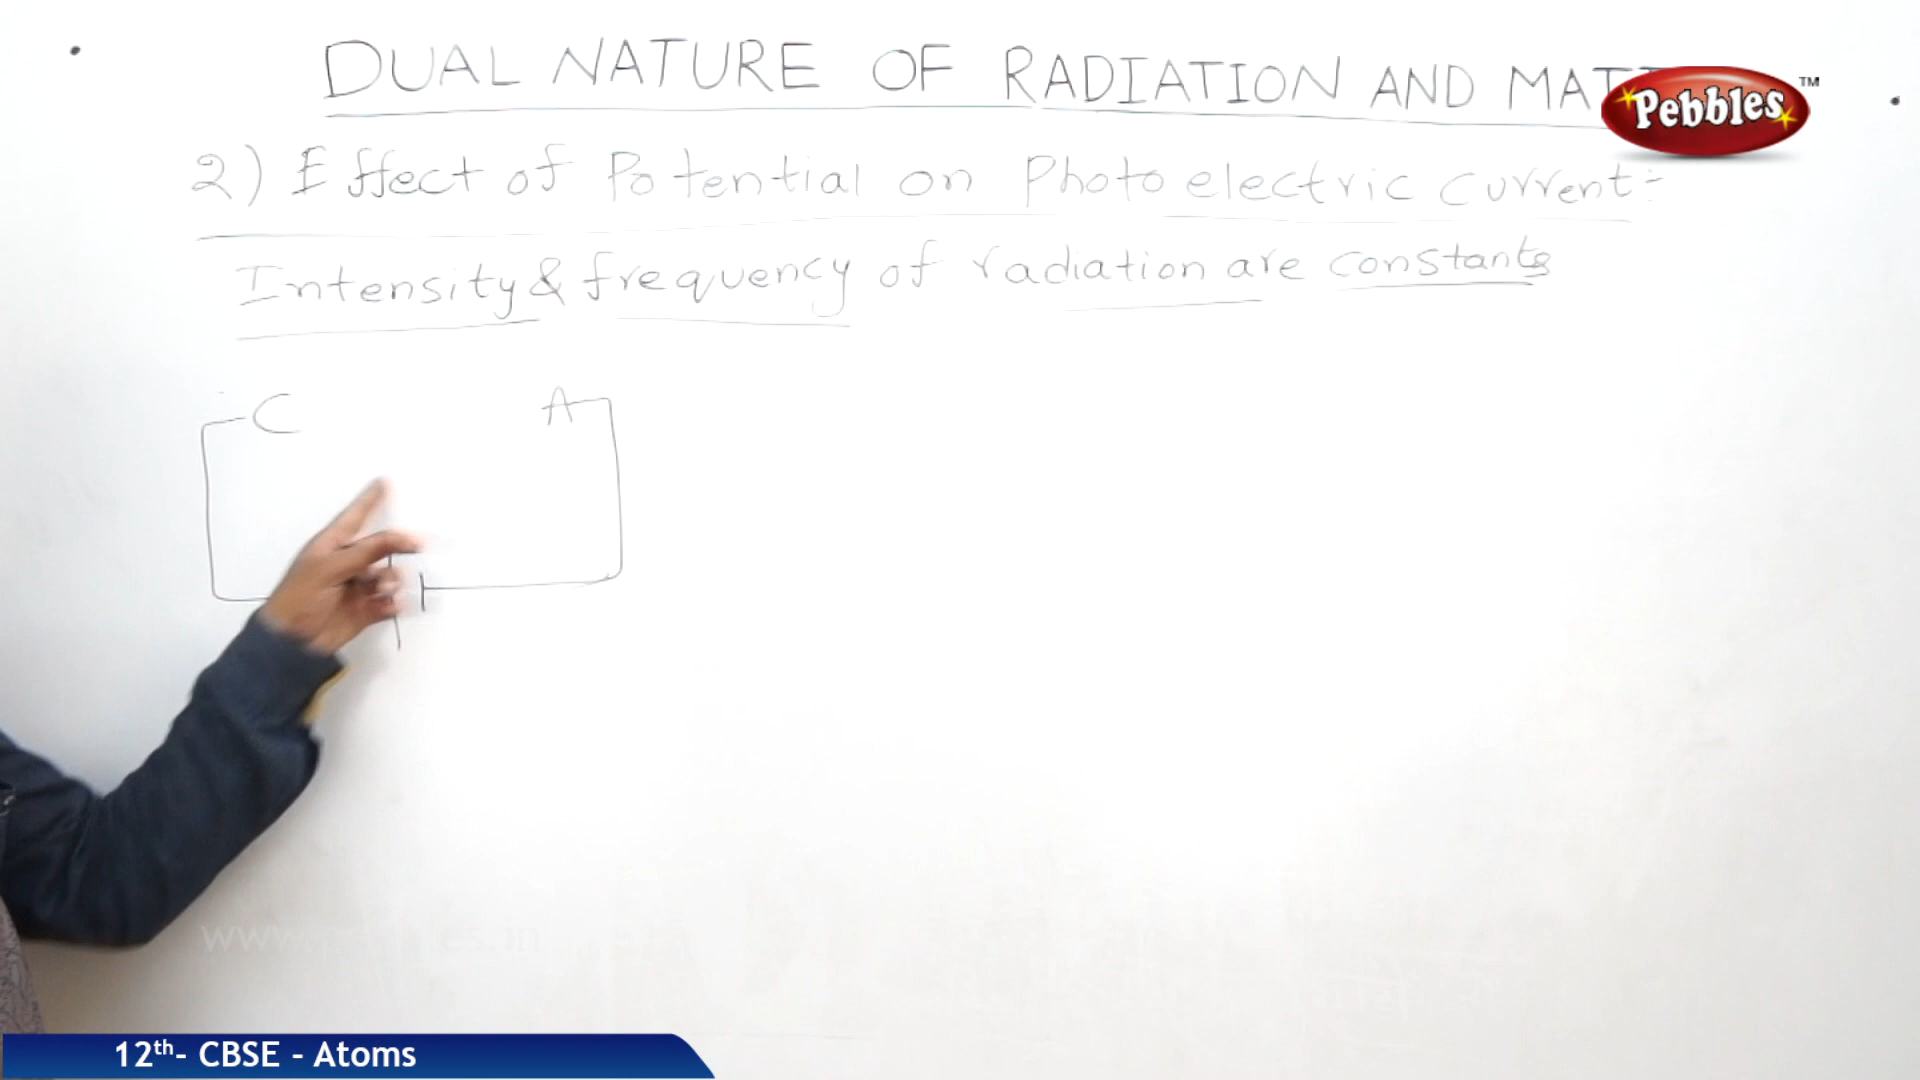 DUAL NATURE OF RADIATION AND MAT
Pebbles™
2) Effect of Potential on Photo electric current:-
Intensity & frequency of radiation are constants
C A
12th- CBSE - Atoms